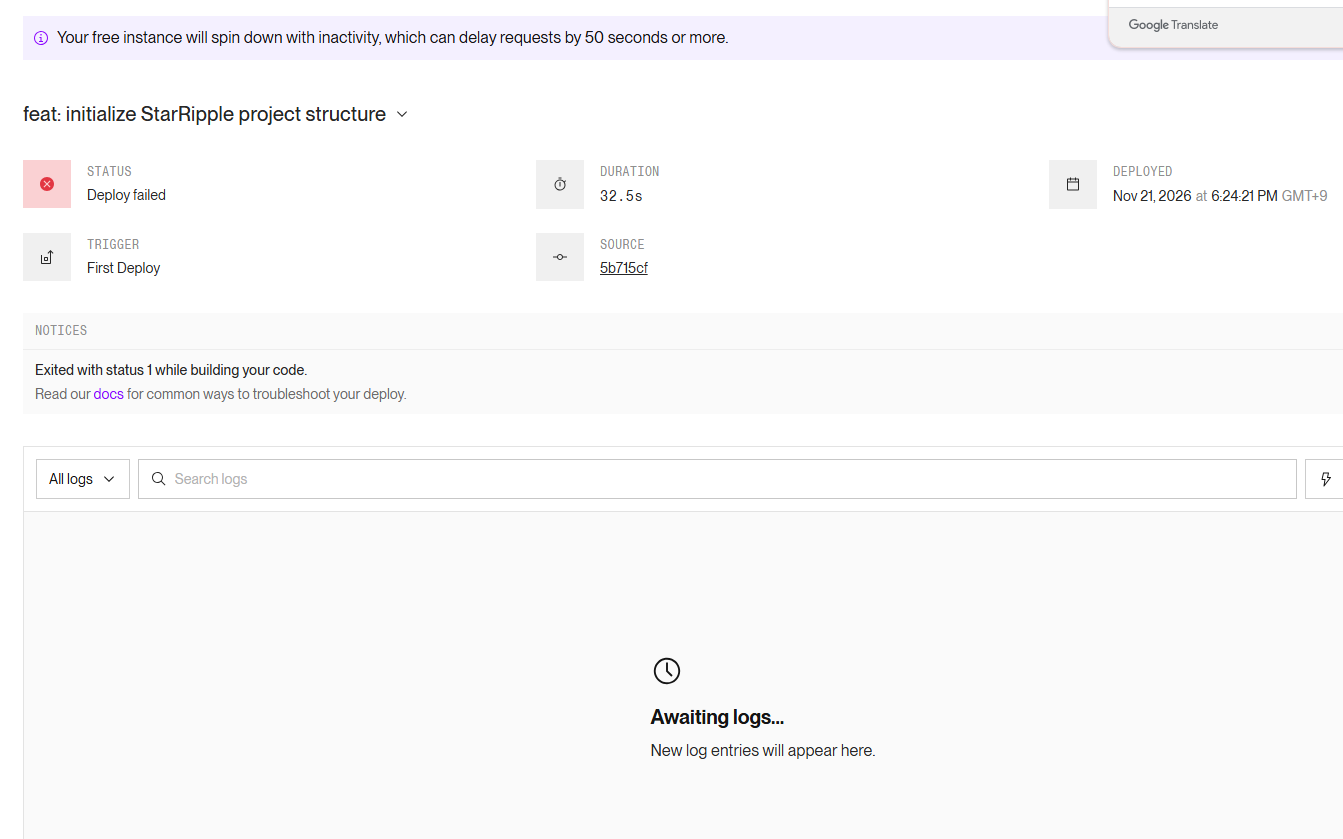 Google Translate
Your free instance will spin down with inactivity, which can delay requests by 50 seconds or more.
feat: initialize StarRipple project structure
STATUS
Deploy failed
DURATION
32.5s
DEPLOYED
Nov 21, 2026 at 6:24:21 PM GMT+9
TRIGGER
First Deploy
SOURCE
5b715cf
NOTICES
Exited with status 1 while building your code.
Read our docs for common ways to troubleshoot your deploy.
All logs
Search logs
Awaiting logs...
New log entries will appear here.